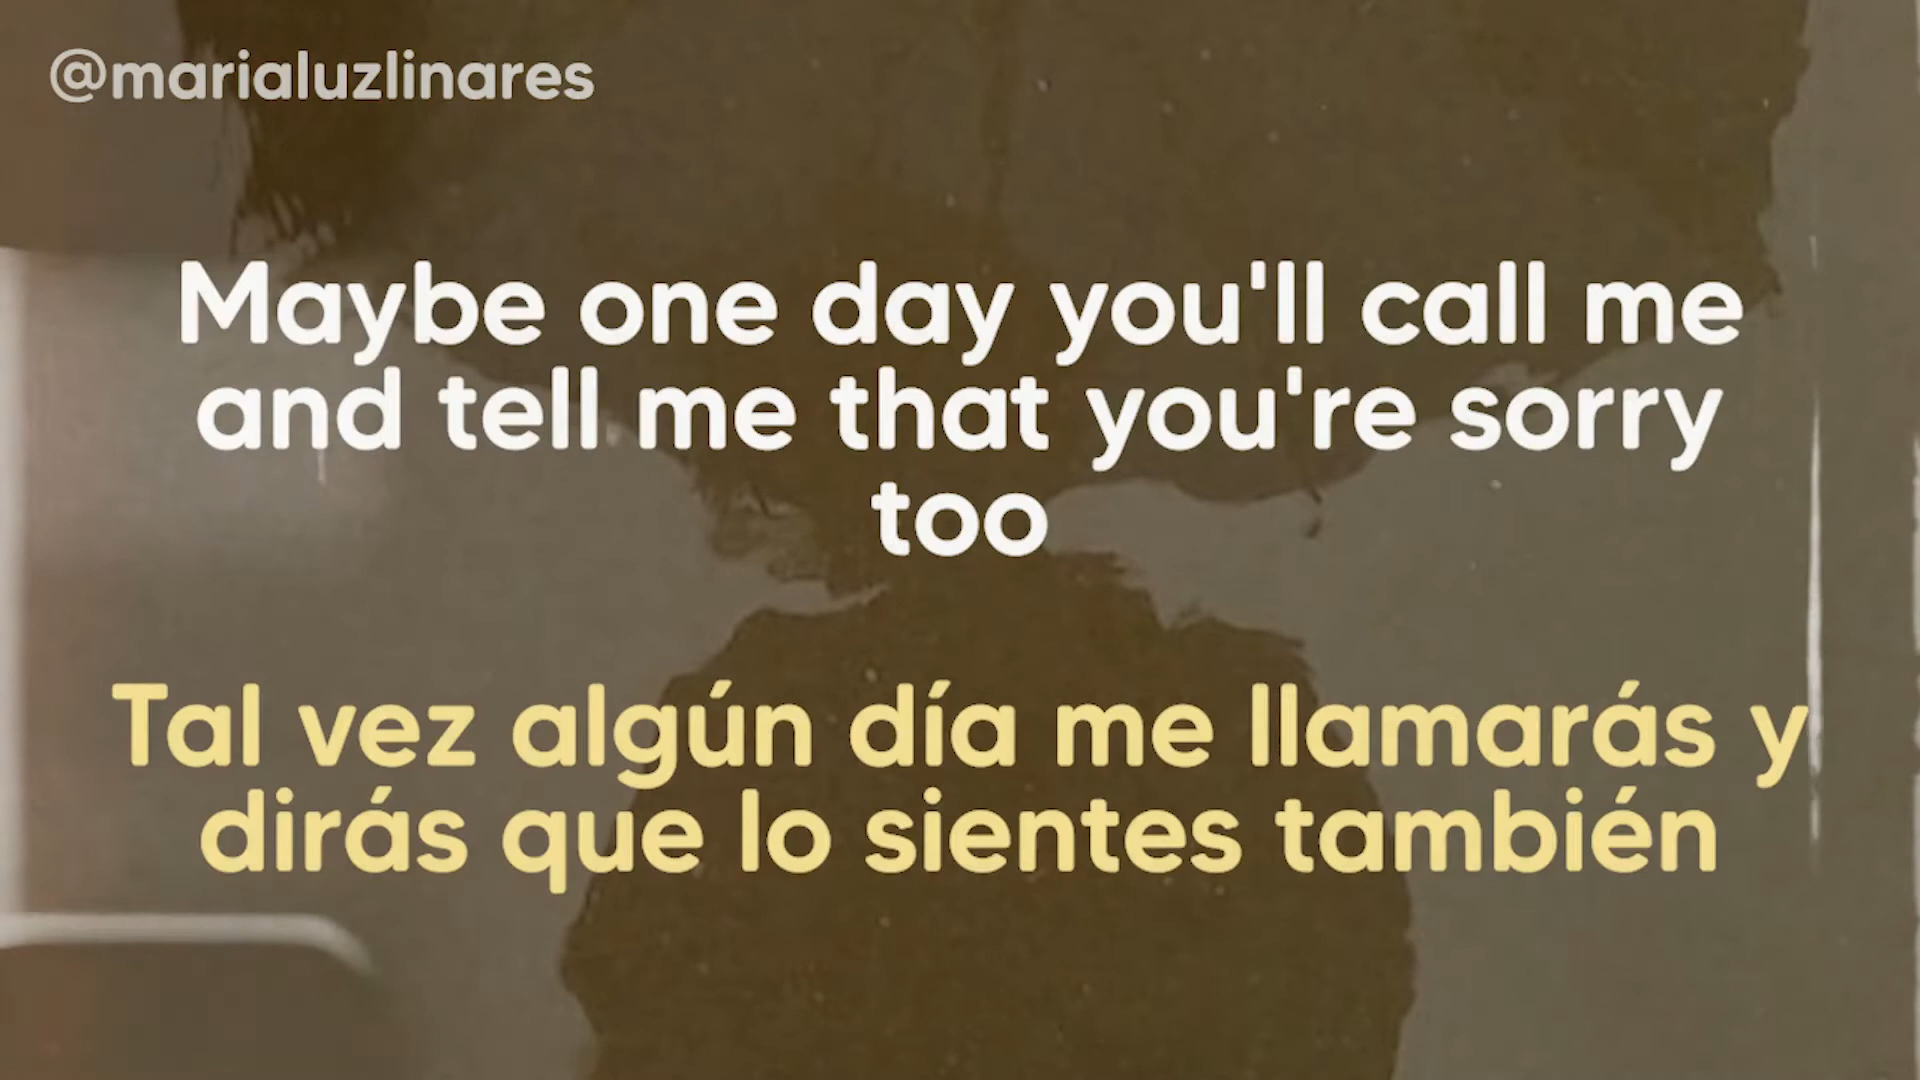 @marialuzlinares
Maybe one day you'll call me
and tell me that you're sorry
too
Tal vez algún día me llamarás y
dirás que lo sientes también